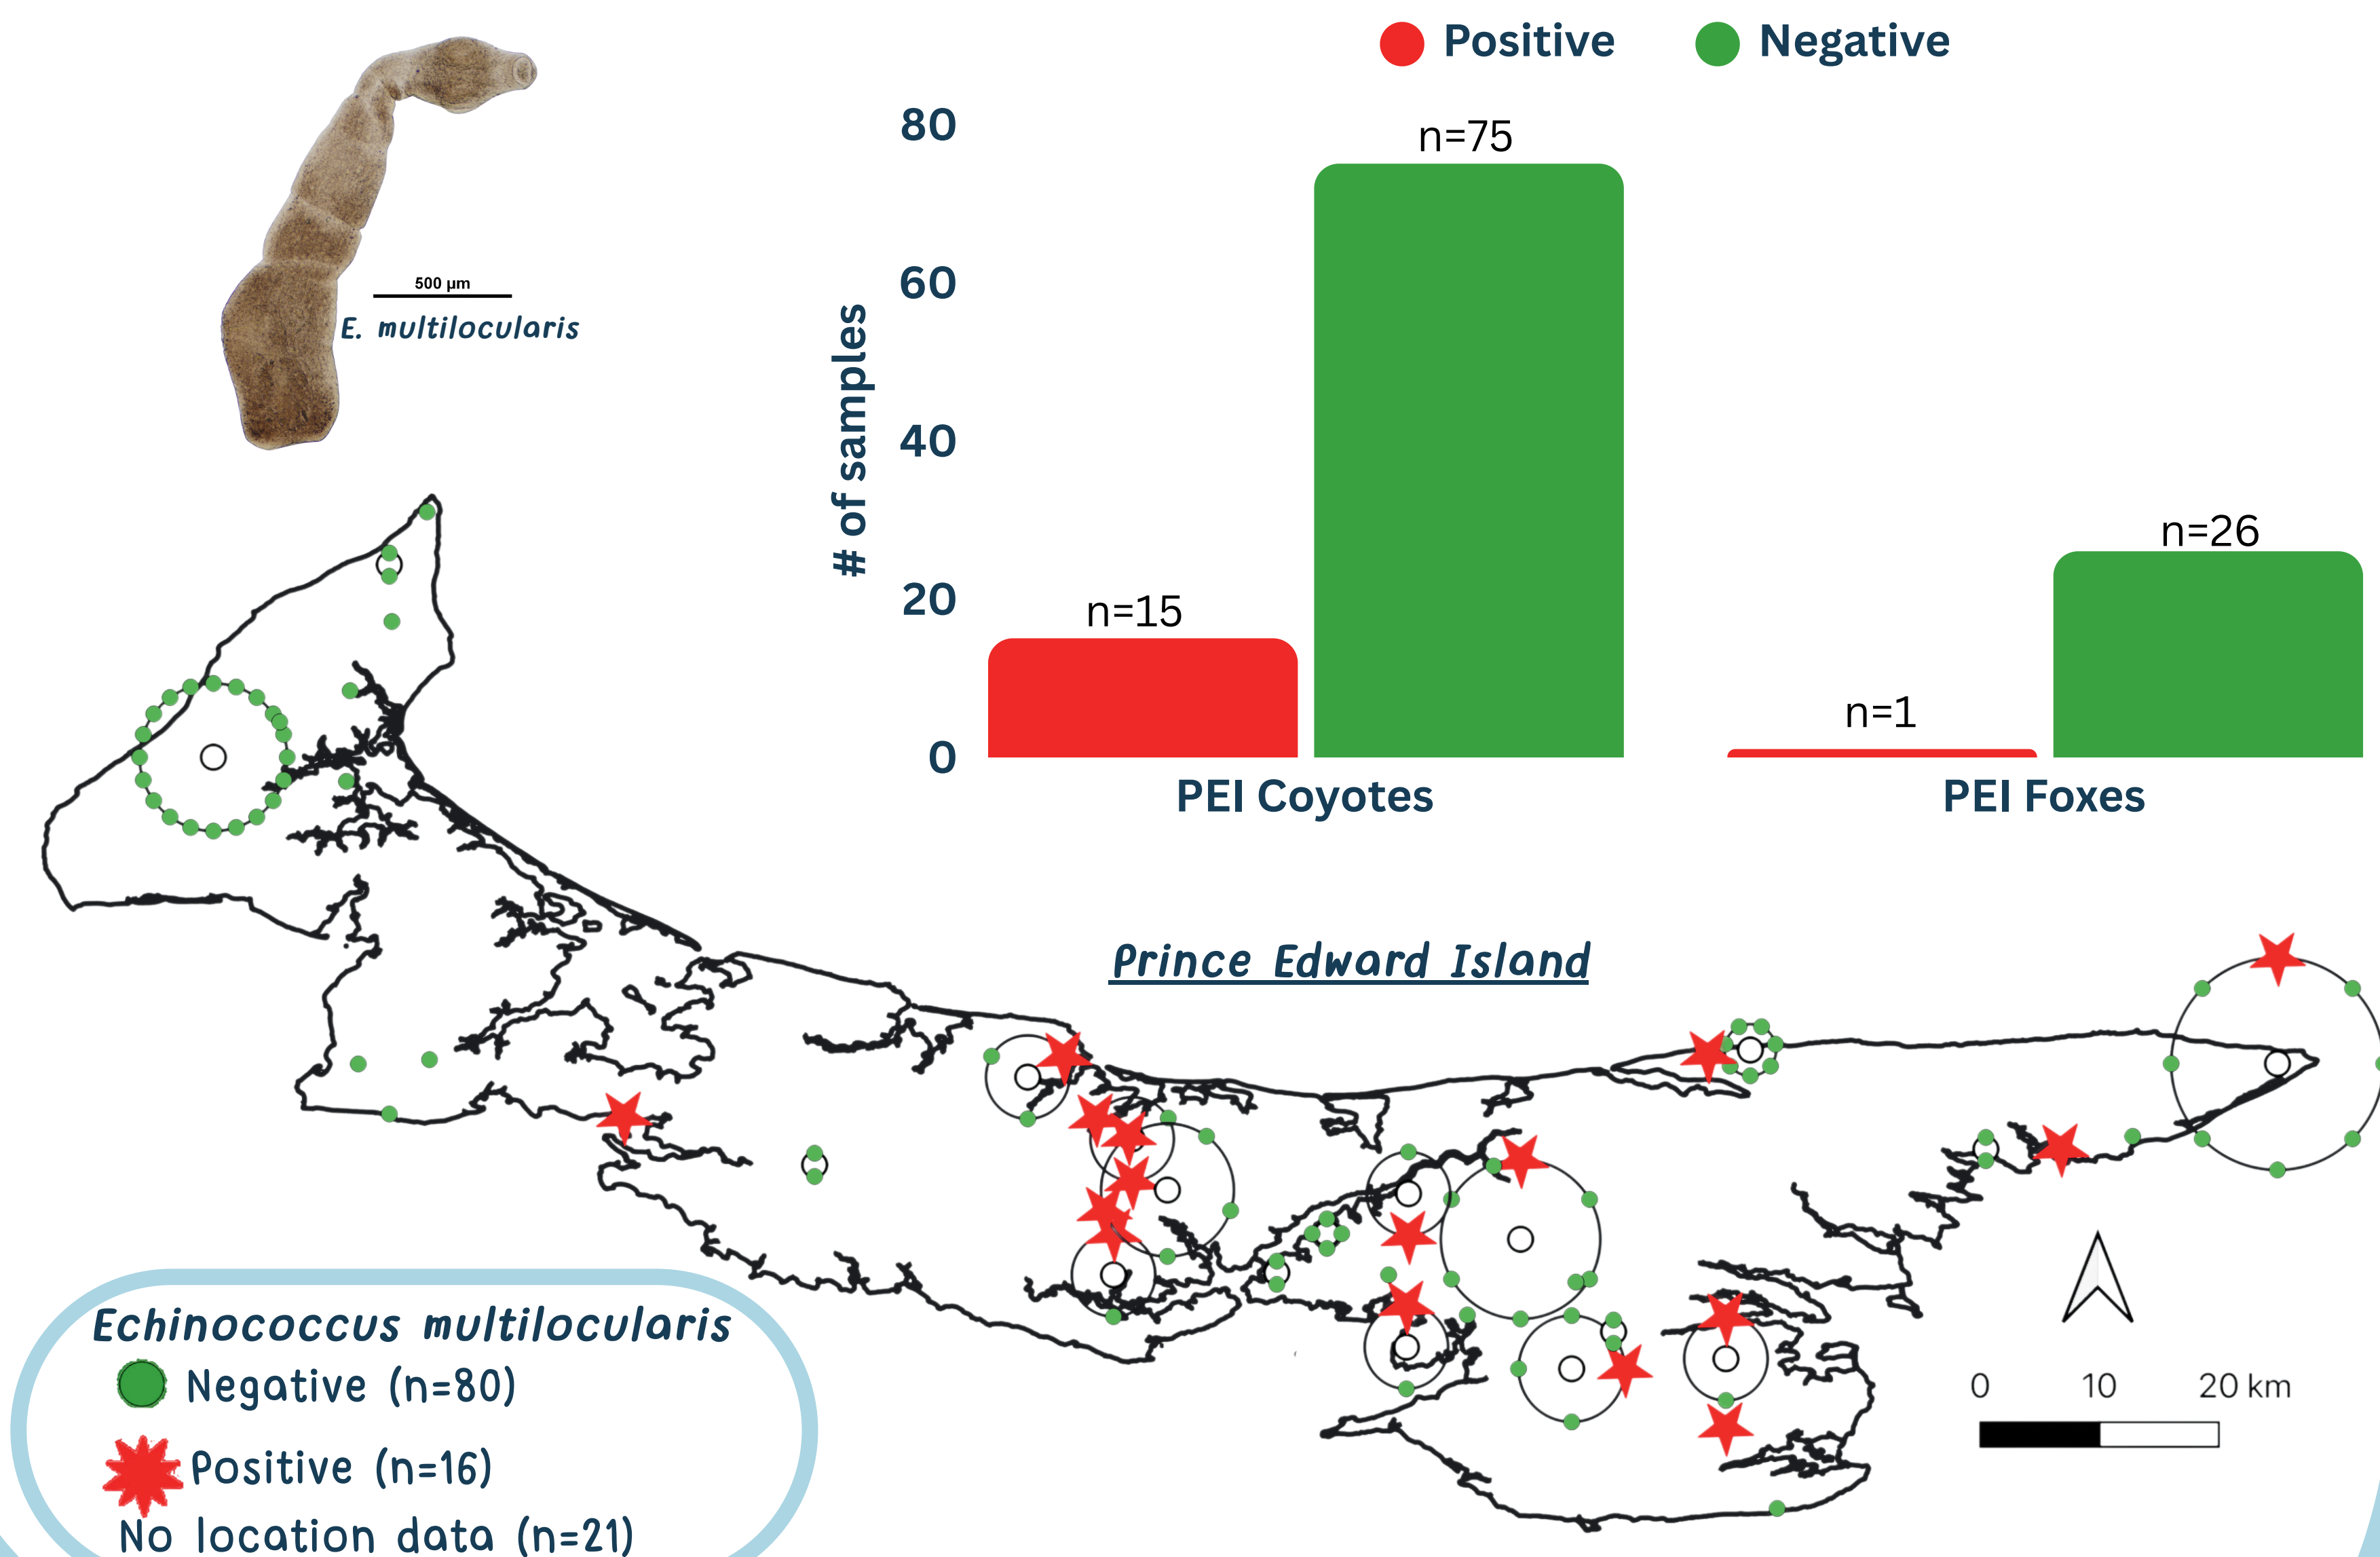 Positive Negative
500 µm
E. multilocularis
# of samples
80
60
40
20
0
n=15
n=75
n=1
n=26
PEI Coyotes
PEI Foxes
Prince Edward Island
Echinococcus multilocularis
Negative (n=80)
Positive (n=16)
No location data (n=21)
0 10 20 km